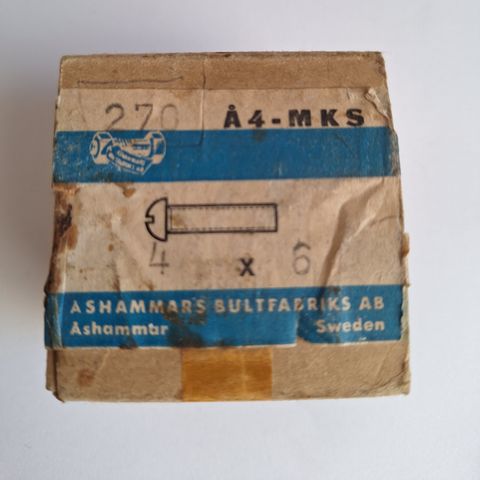 270 Å4-MKS
4 x 6
ASHAMMARS BULTFABRIKS AB
Åshammar Sweden